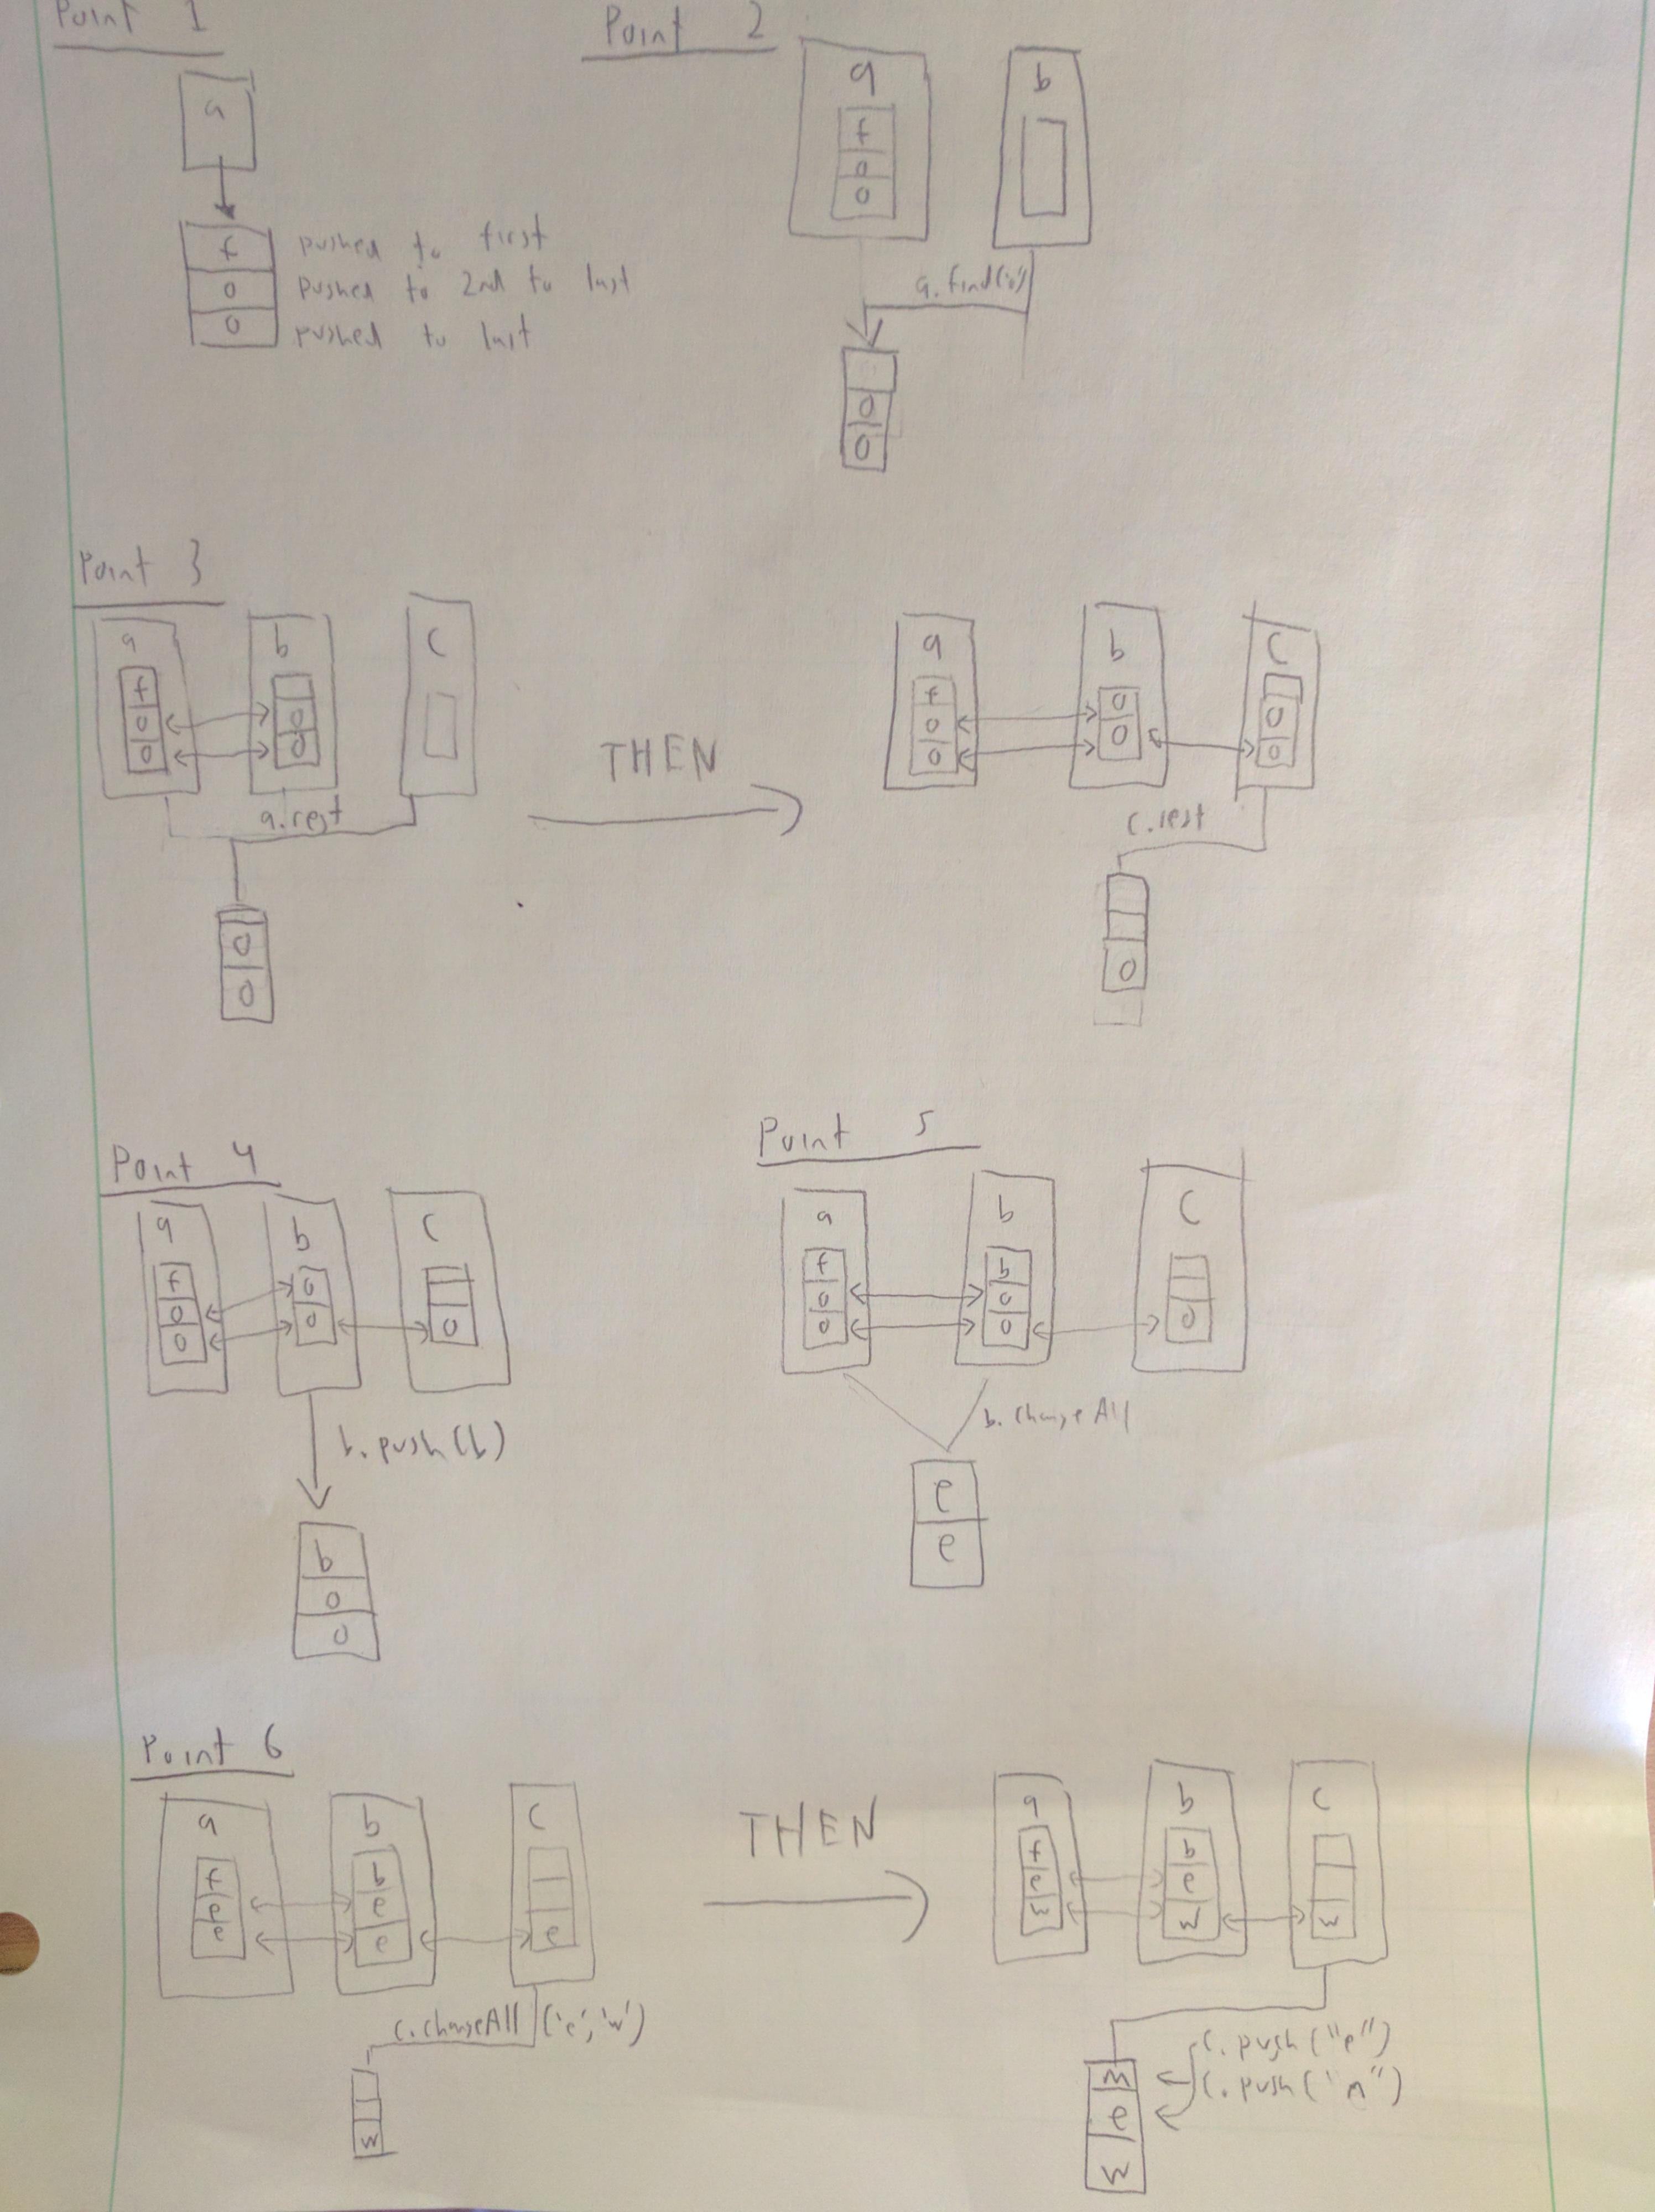 Point 1
a
f pushed to first
o pushed to 2nd to last
o pushed to last
Point 2
a b
f
o
o
a.find('o')
o
o
Point 3
a b c
f
o o
o o
a.rest
o
o
THEN
a b c
f
o o o
o o o
c.rest
o
Point 4
a b c
f
o o
o o o
b.push(b)
b
o
o
Point 5
a b c
f b
o o
o o o
b.changeAll
e
e
Point 6
a b c
f b
e e
e e e
c.changeAll ('e','w')
w
THEN
a b c
f b
e e
w w w
c.push("e")
c.push("
e
w